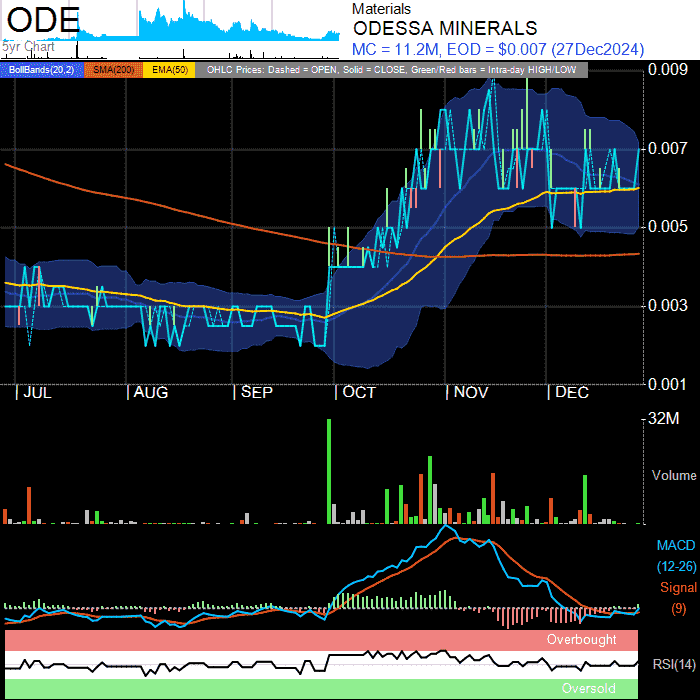 ODE
5yr Chart
Materials
ODESSA MINERALS
MC = 11.2M, EOD = $0.007 (27Dec2024)
BollBands(20,2) SMA(200) EMA(50) OHLC Prices: Dashed = OPEN, Solid = CLOSE, Green/Red bars = Intra-day HIGH/LOW
0.009
0.007
0.005
0.003
0.001
JUL AUG SEP OCT NOV DEC
32M
Volume
MACD
(12-26)
Signal
(9)
Overbought
RSI(14)
Oversold